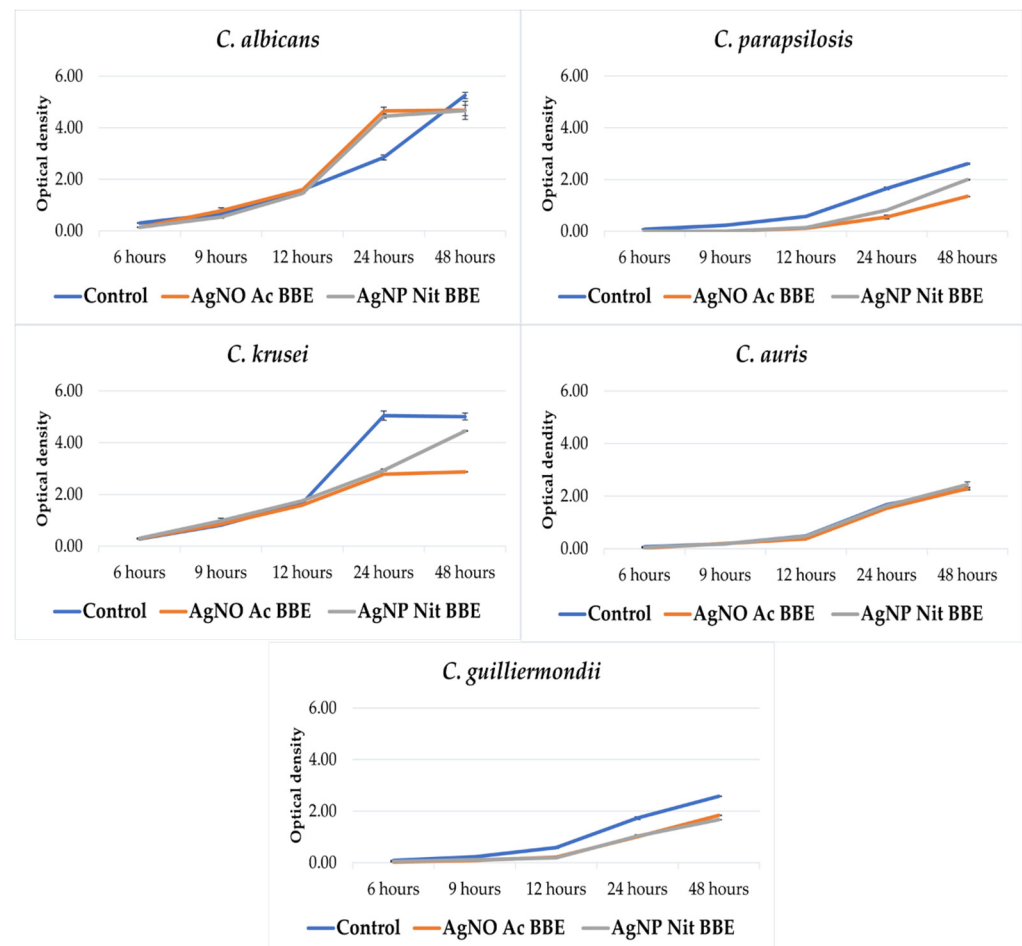 C. albicans
Optical density
6.00
4.00
2.00
0.00
6 hours 9 hours 12 hours 24 hours 48 hours
Control AgNO Ac BBE AgNP Nit BBE
C. parapsilosis
Optical density
6.00
4.00
2.00
0.00
6 hours 9 hours 12 hours 24 hours 48 hours
Control AgNO Ac BBE AgNP Nit BBE
C. krusei
Optical density
6.00
4.00
2.00
0.00
6 hours 9 hours 12 hours 24 hours 48 hours
Control AgNO Ac BBE AgNP Nit BBE
C. auris
Optical dendity
6.00
4.00
2.00
0.00
6 hours 9 hours 12 hours 24 hours 48 hours
Control AgNO Ac BBE AgNP Nit BBE
C. guilliermondii
Optical density
6.00
4.00
2.00
0.00
6 hours 9 hours 12 hours 24 hours 48 hours
Control AgNO Ac BBE AgNP Nit BBE